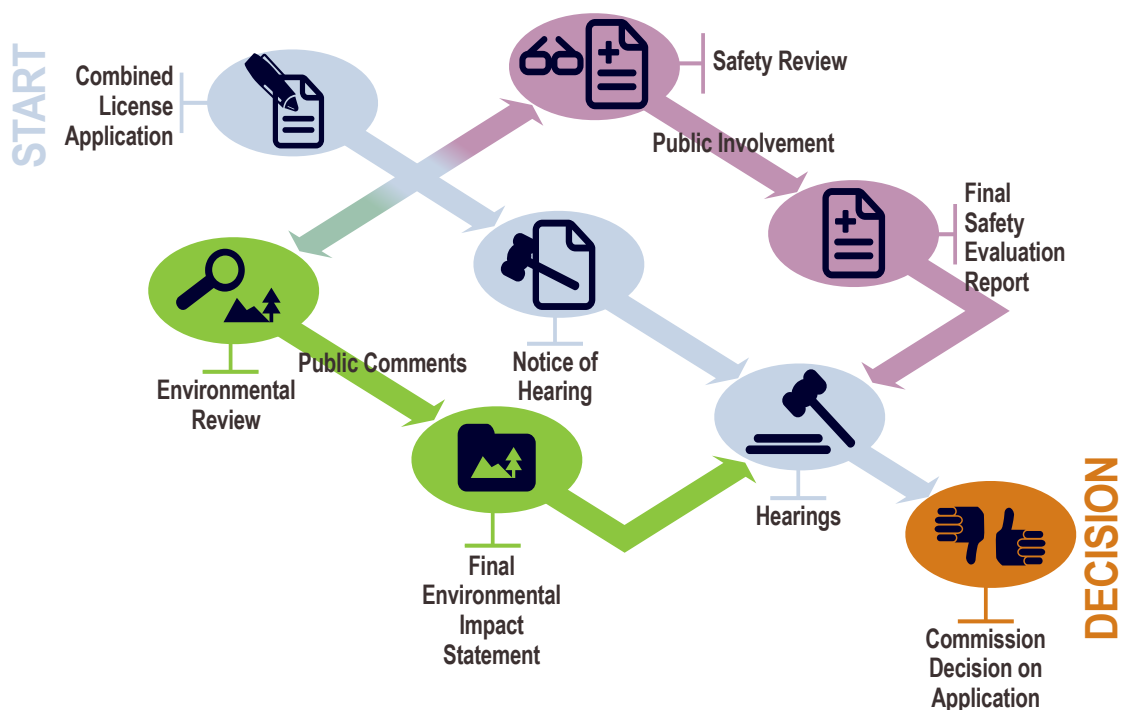 START
Combined
License
Application
Safety Review
Public Involvement
Final
Safety
Evaluation
Report
Notice of
Hearing
Public Comments
Environmental
Review
Hearings
Final
Environmental
Impact
Statement
DECISION
Commission
Decision on
Application